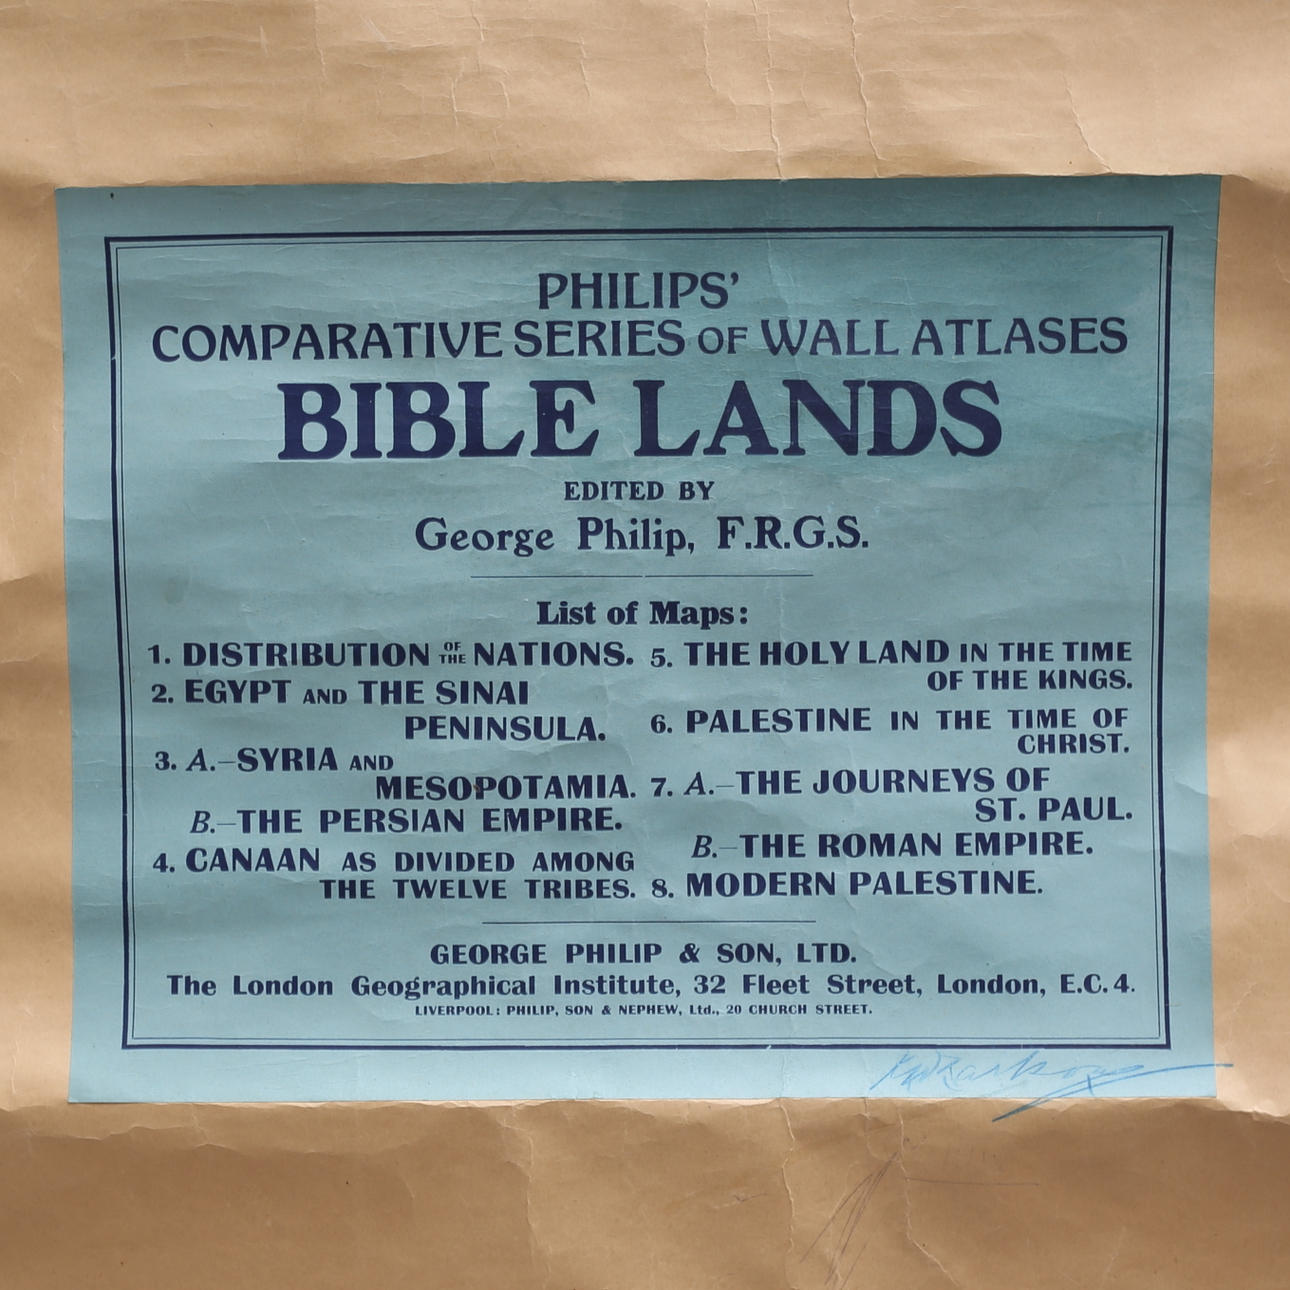 PHILIPS'
COMPARATIVE SERIES OF WALL ATLASES
BIBLE LANDS
EDITED BY
George Philip, F.R.G.S.
List of Maps:
1. DISTRIBUTION OF THE NATIONS.
2. EGYPT AND THE SINAI
PENINSULA.
3. A.—SYRIA AND
MESOPOTAMIA.
B.—THE PERSIAN EMPIRE.
4. CANAAN AS DIVIDED AMONG
THE TWELVE TRIBES.
5. THE HOLY LAND IN THE TIME
OF THE KINGS.
6. PALESTINE IN THE TIME OF
CHRIST.
7. A.—THE JOURNEYS OF
ST. PAUL.
B.—THE ROMAN EMPIRE.
8. MODERN PALESTINE.
GEORGE PHILIP & SON, LTD.
The London Geographical Institute, 32 Fleet Street, London, E.C.4.
LIVERPOOL: PHILIP, SON & NEPHEW, Ltd., 20 CHURCH STREET.